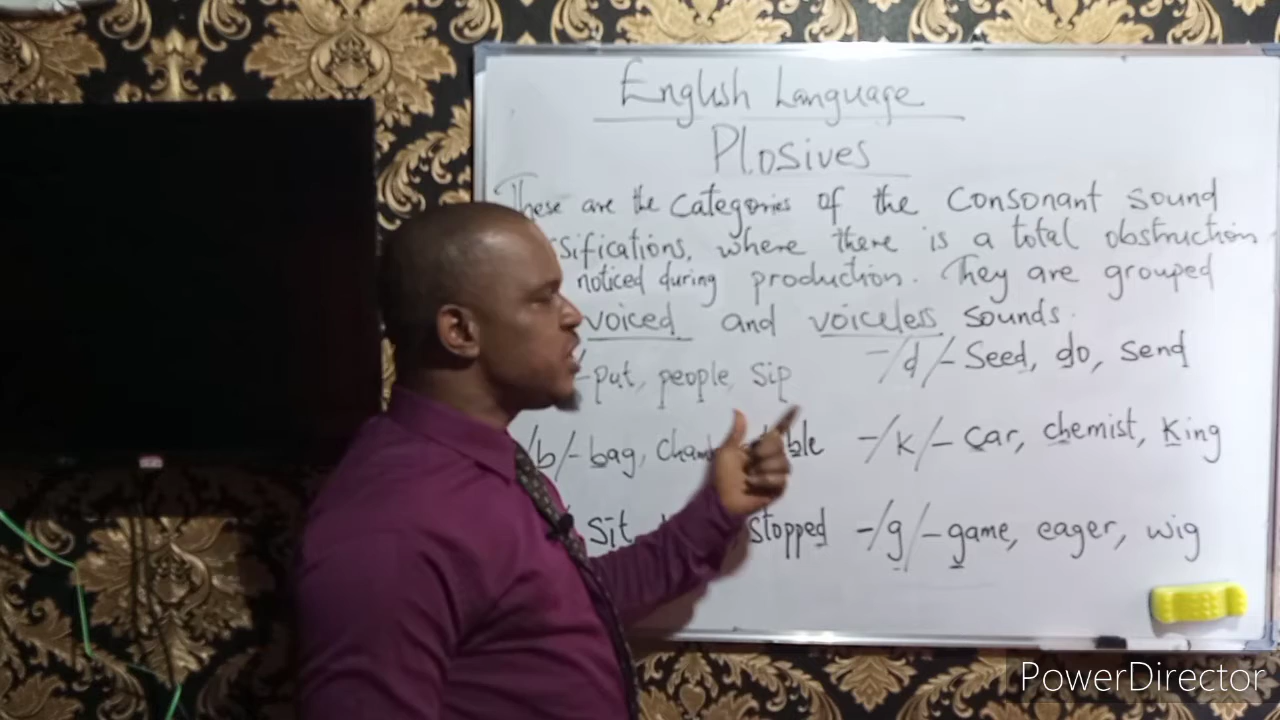 English Language
Plosives
These are the categories of the consonant sound
sifications, where there is a total obstruction
noticed during production. They are grouped
voiced and voiceless sounds.
- put, people, sip
-/d/- Seed, do, send
/b/- bag, ble
-/k/- car, chemist, king
sit stopped
-/g/- game, eager, wig
PowerDirector